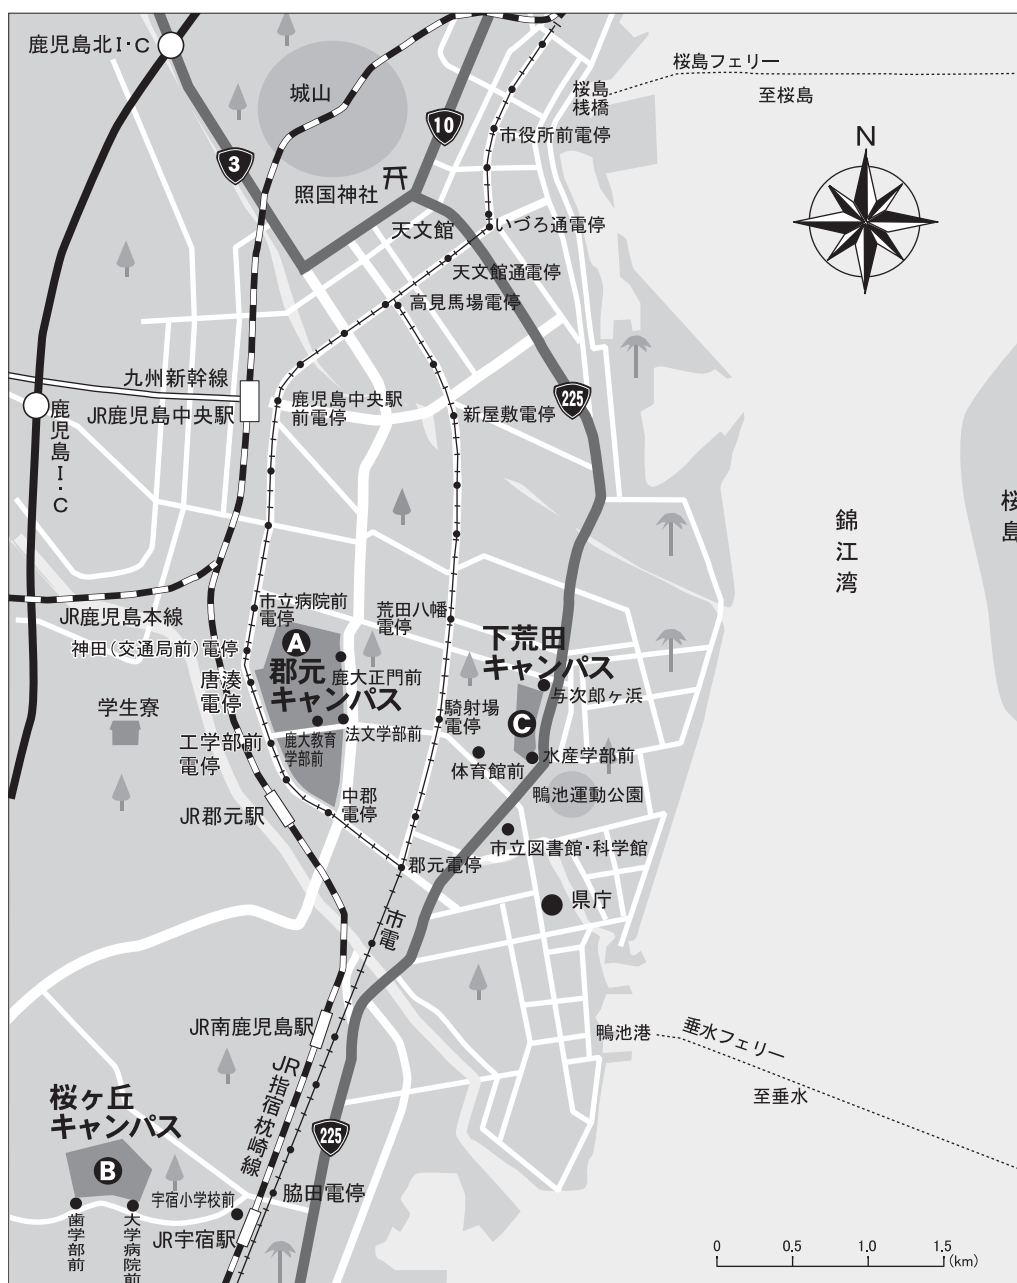 鹿児島北I・C
桜島フェリー
城山
桜島
桟橋
至桜島
10
市役所前電停
N
3
照国神社
天文館
いづろ通電停
天文館通電停
高見馬場電停
九州新幹線
JR鹿児島中央駅
鹿児島中央駅
前電停
225
新屋敷電停
鹿児島I・C
桜島
錦江湾
市立病院前
電停
荒田八幡
電停
JR鹿児島本線
神田(交通局前)電停
A
郡元
キャンパス
鹿大正門前
下荒田
キャンパス
唐湊
電停
与次郎ヶ浜
学生寮
騎射場
電停
C
工学部前
電停
鹿大教育
学部前
法文学部前
体育館前
水産学部前
中郡
電停
鴨池運動公園
JR郡元駅
市立図書館・科学館
郡元電停
県庁
市電
JR南鹿児島駅
鴨池港
垂水フェリー
JR指宿枕崎線
至垂水
桜ヶ丘
キャンパス
225
B
宇宿小学校前
脇田電停
歯学部前
大学病院前
JR宇宿駅
0 0.5 1.0 1.5
(km)